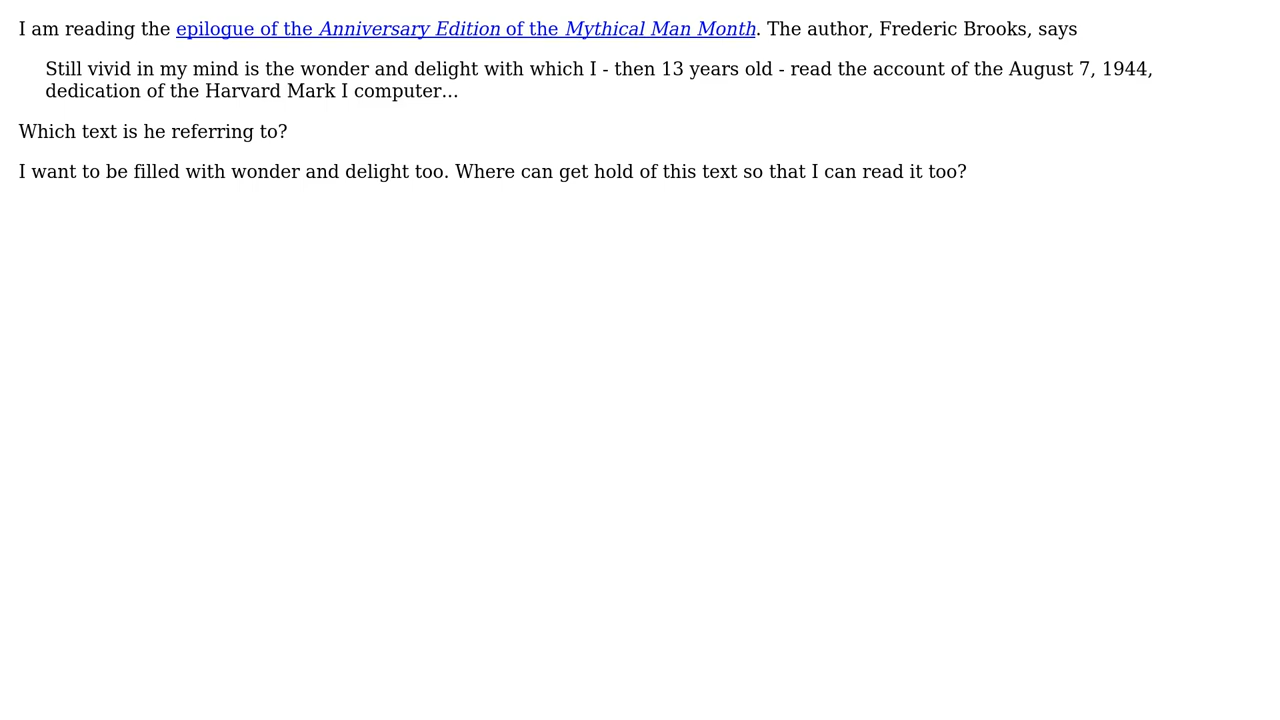 I am reading the epilogue of the Anniversary Edition of the Mythical Man Month. The author, Frederic Brooks, says
Still vivid in my mind is the wonder and delight with which I - then 13 years old - read the account of the August 7, 1944,
dedication of the Harvard Mark I computer...
Which text is he referring to?
I want to be filled with wonder and delight too. Where can get hold of this text so that I can read it too?